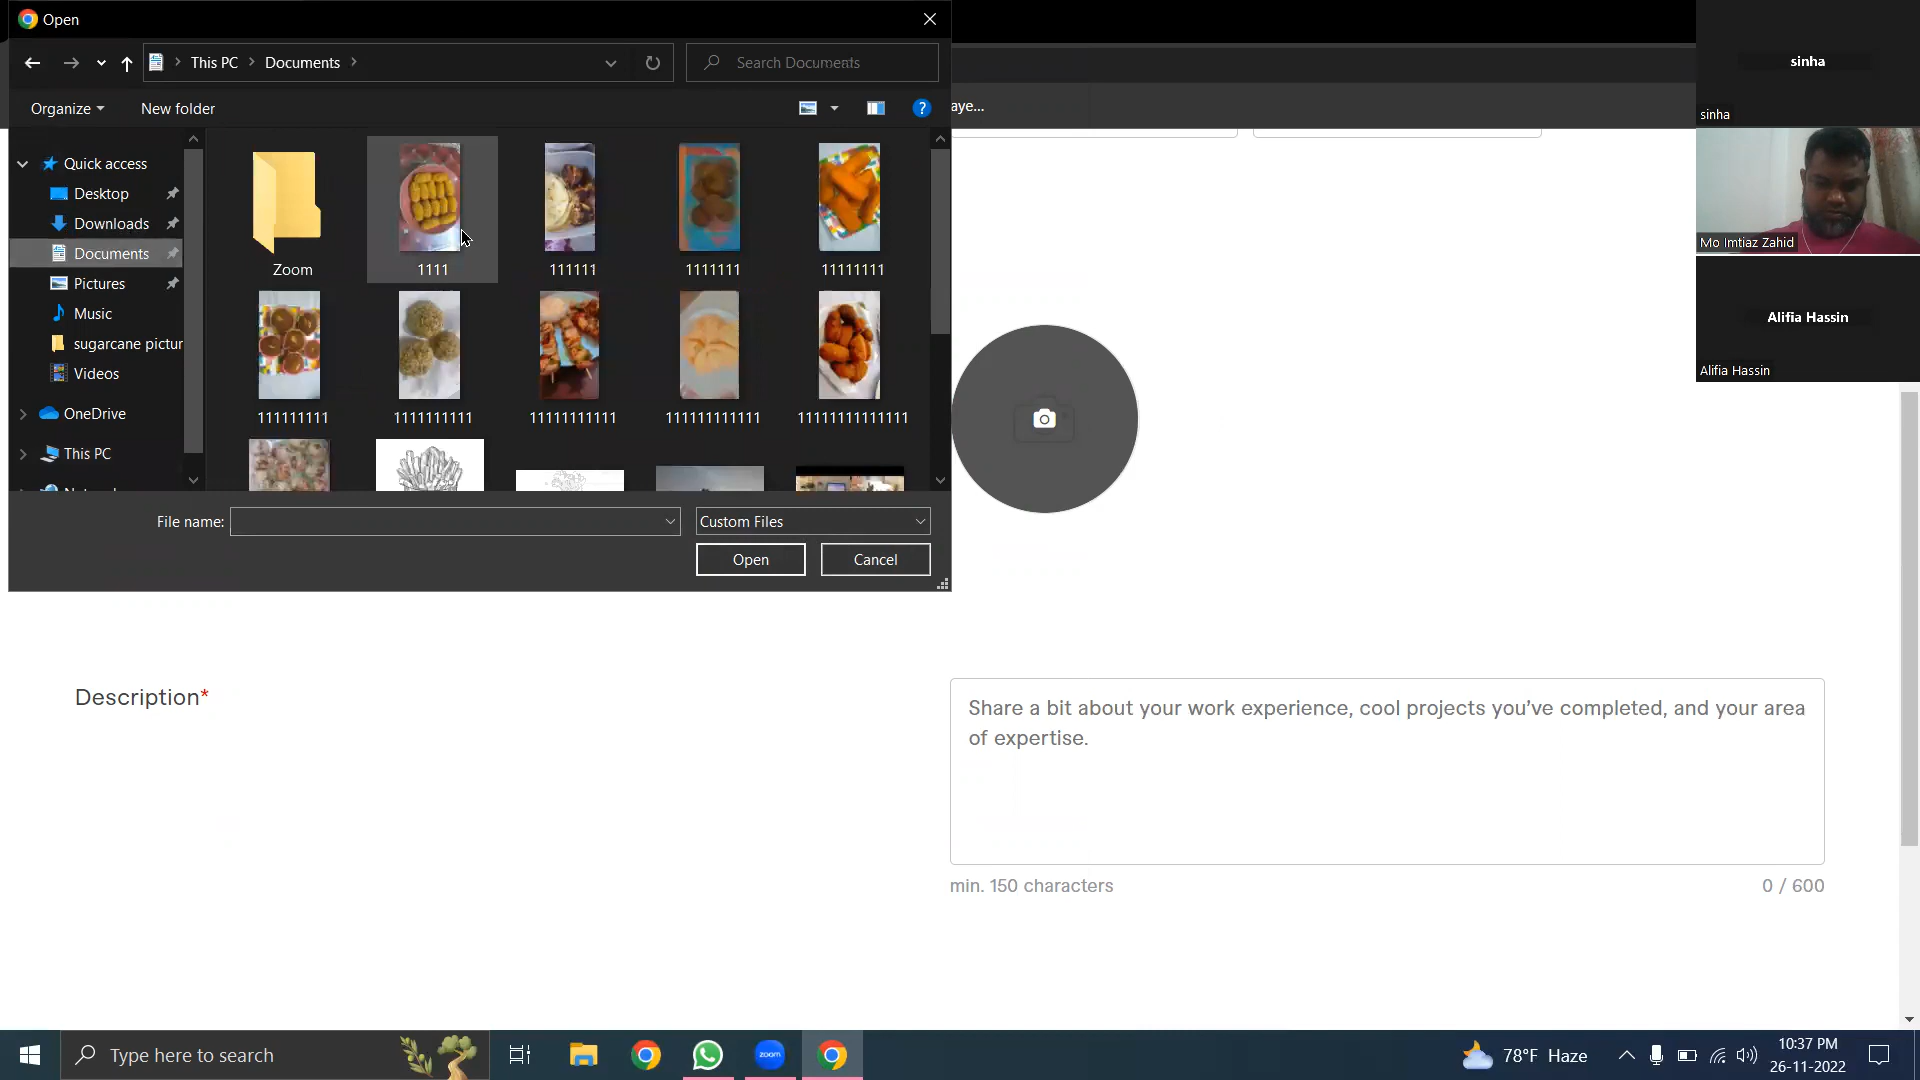 Open
This PC
Documents
Search Documents
Organize
New folder
aye...
sinha
sinha
Quick access
Desktop
Downloads
Documents
Pictures
Music
sugarcane pictur
Videos
OneDrive
This PC
Zoom
1111
111111
1111111
11111111
111111111
1111111111
11111111111
111111111111
11111111111111
Mo Imtiaz Zahid
Alifia Hassin
Alifia Hassin
File name:
Custom Files
Open
Cancel
Description*
Share a bit about your work experience, cool projects you've completed, and your area
of expertise.
min. 150 characters
0 / 600
Type here to search
zoom
78°F Haze
10:37 PM
26-11-2022